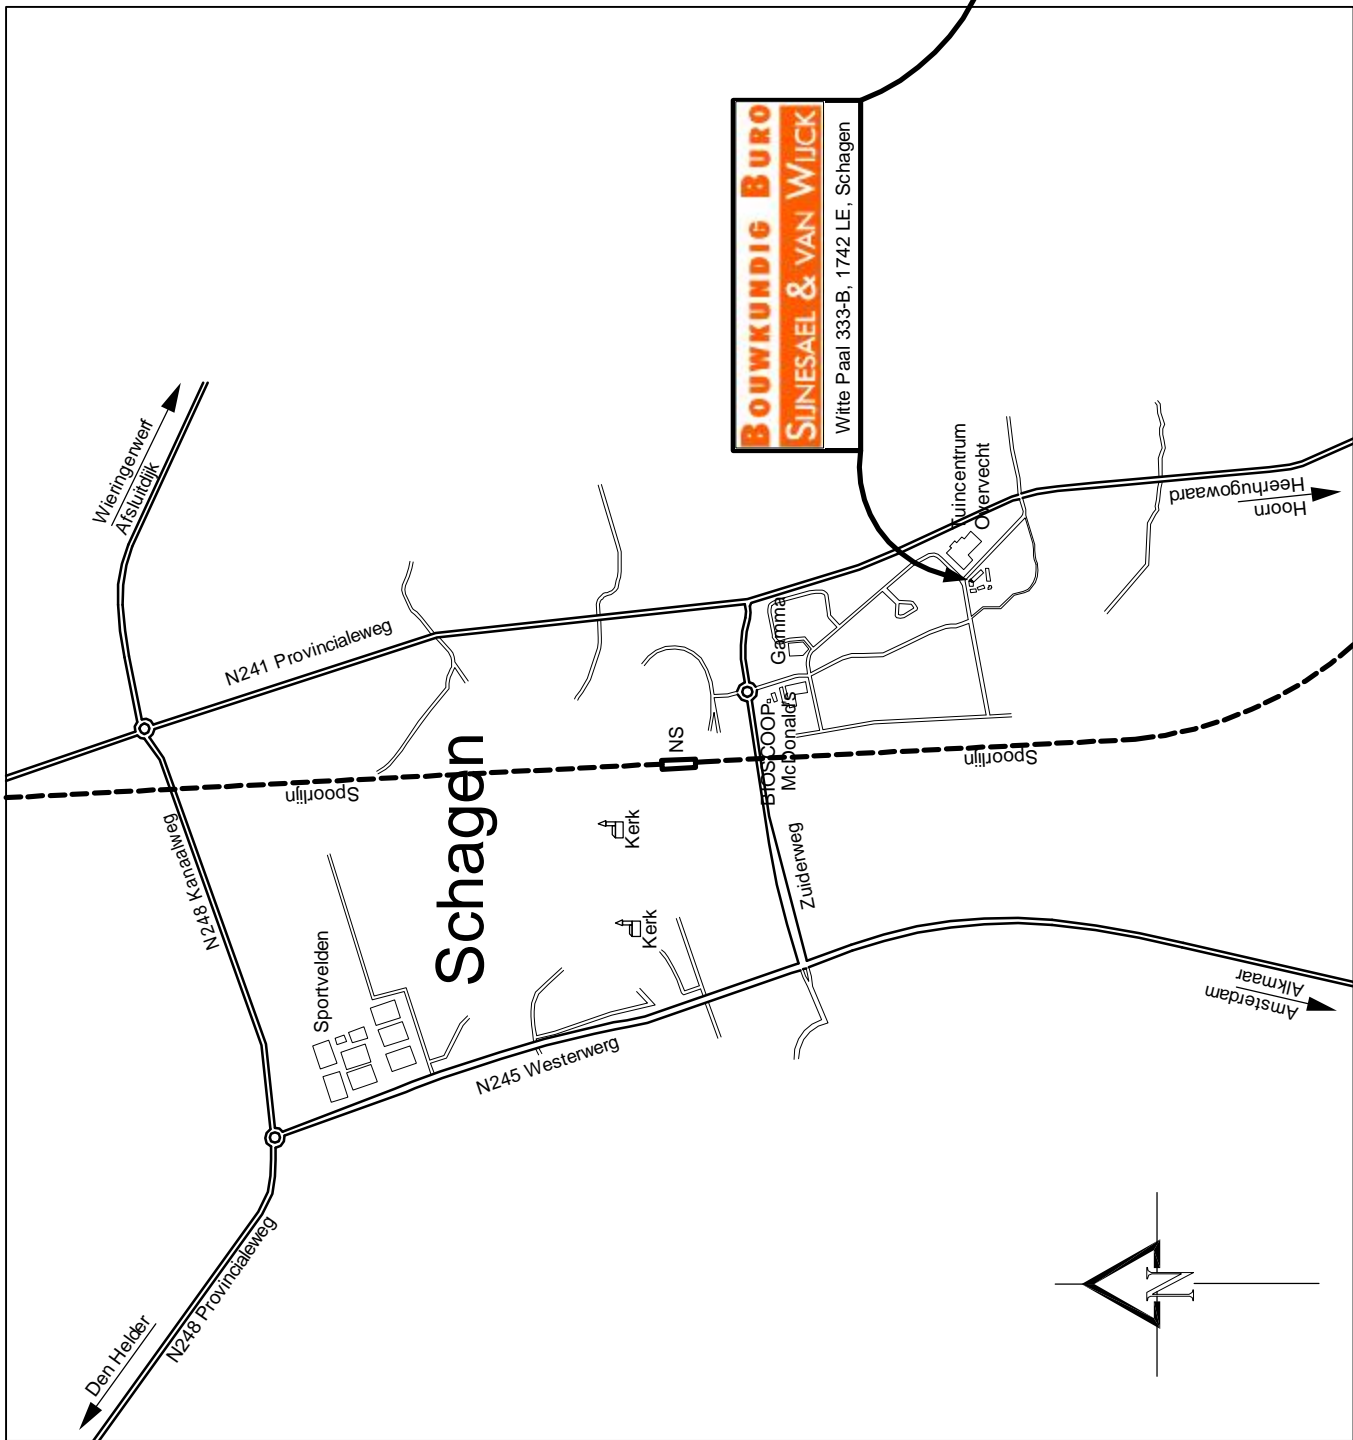 BOUWKUNDIG BURO
SIJNESAEL & VAN WIJCK
Witte Paal 333-B, 1742 LE, Schagen
Wieringerwerf
Afsluitdijk
N241 Provincialeweg
N248 Kanaalweg
Spoorlijn
Schagen
NS
Kerk
Kerk
Sportvelden
N245 Westerwerg
N248 Provincialeweg
Den Helder
Gamma
BIOSCOOP
McDonald's
Zuiderweg
Tuincentrum
Overvecht
Spoorlijn
Heerhugowaard
Hoorn
Alkmaar
Amsterdam
N